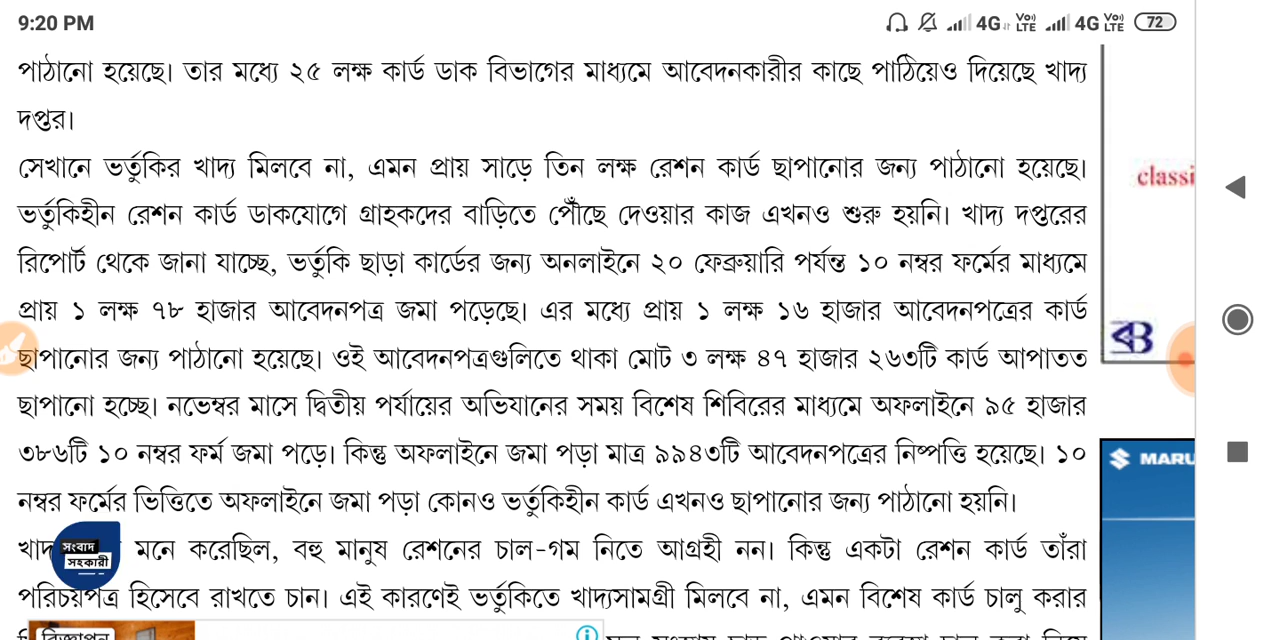 9:20 PM
4G VoLTE 4G VoLTE 72
পাঠানো হয়েছে। তার মধ্যে ২৫ লক্ষ কার্ড ডাক বিভাগের মাধ্যমে আবেদনকারীর কাছে পাঠিয়েও দিয়েছে খাদ্য
দপ্তর।
সেখানে ভর্তুকির খাদ্য মিলবে না, এমন প্রায় সাড়ে তিন লক্ষ রেশন কার্ড ছাপানোর জন্য পাঠানো হয়েছে।
ভর্তুকিহীন রেশন কার্ড ডাকযোগে গ্রাহকদের বাড়িতে পৌঁছে দেওয়ার কাজ এখনও শুরু হয়নি। খাদ্য দপ্তরের
রিপোর্ট থেকে জানা যাচ্ছে, ভর্তুকি ছাড়া কার্ডের জন্য অনলাইনে ২০ ফেব্রুয়ারি পর্যন্ত ১০ নম্বর ফর্মের মাধ্যমে
প্রায় ১ লক্ষ ৭৮ হাজার আবেদনপত্র জমা পড়েছে। এর মধ্যে প্রায় ১ লক্ষ ১৬ হাজার আবেদনপত্রের কার্ড
ছাপানোর জন্য পাঠানো হয়েছে। ওই আবেদনপত্রগুলিতে থাকা মোট ৩ লক্ষ ৪৭ হাজার ২৬৩টি কার্ড আপাতত
ছাপানো হচ্ছে। নভেম্বর মাসে দ্বিতীয় পর্যায়ের অভিযানের সময় বিশেষ শিবিরের মাধ্যমে অফলাইনে ৯৫ হাজার
৩৮৬টি ১০ নম্বর ফর্ম জমা পড়ে। কিন্তু অফলাইনে জমা পড়া মাত্র ৯৯৪৩টি আবেদনপত্রের নিষ্পত্তি হয়েছে। ১০
নম্বর ফর্মের ভিত্তিতে অফলাইনে জমা পড়া কোনও ভর্তুকিহীন কার্ড এখনও ছাপানোর জন্য পাঠানো হয়নি।
মনে করেছিল, বহু মানুষ রেশনের চাল-গম নিতে আগ্রহী নন। কিন্তু একটা রেশন কার্ড তাঁরা
পরিচয়পত্র হিসেবে রাখতে চান। এই কারণেই ভর্তুকিতে খাদ্যসামগ্রী মিলবে না, এমন বিশেষ কার্ড চালু করার
সংবাদ
সহকারী
বিজ্ঞাপন
classi
MARU